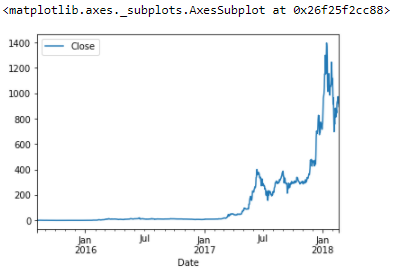 <matplotlib.axes._subplots.AxesSubplot at 0x26f25f2cc88>
Close
1400
1200
1000
800
600
400
200
0
Jan
2016
Jul
Jan
2017
Jul
Jan
2018
Date